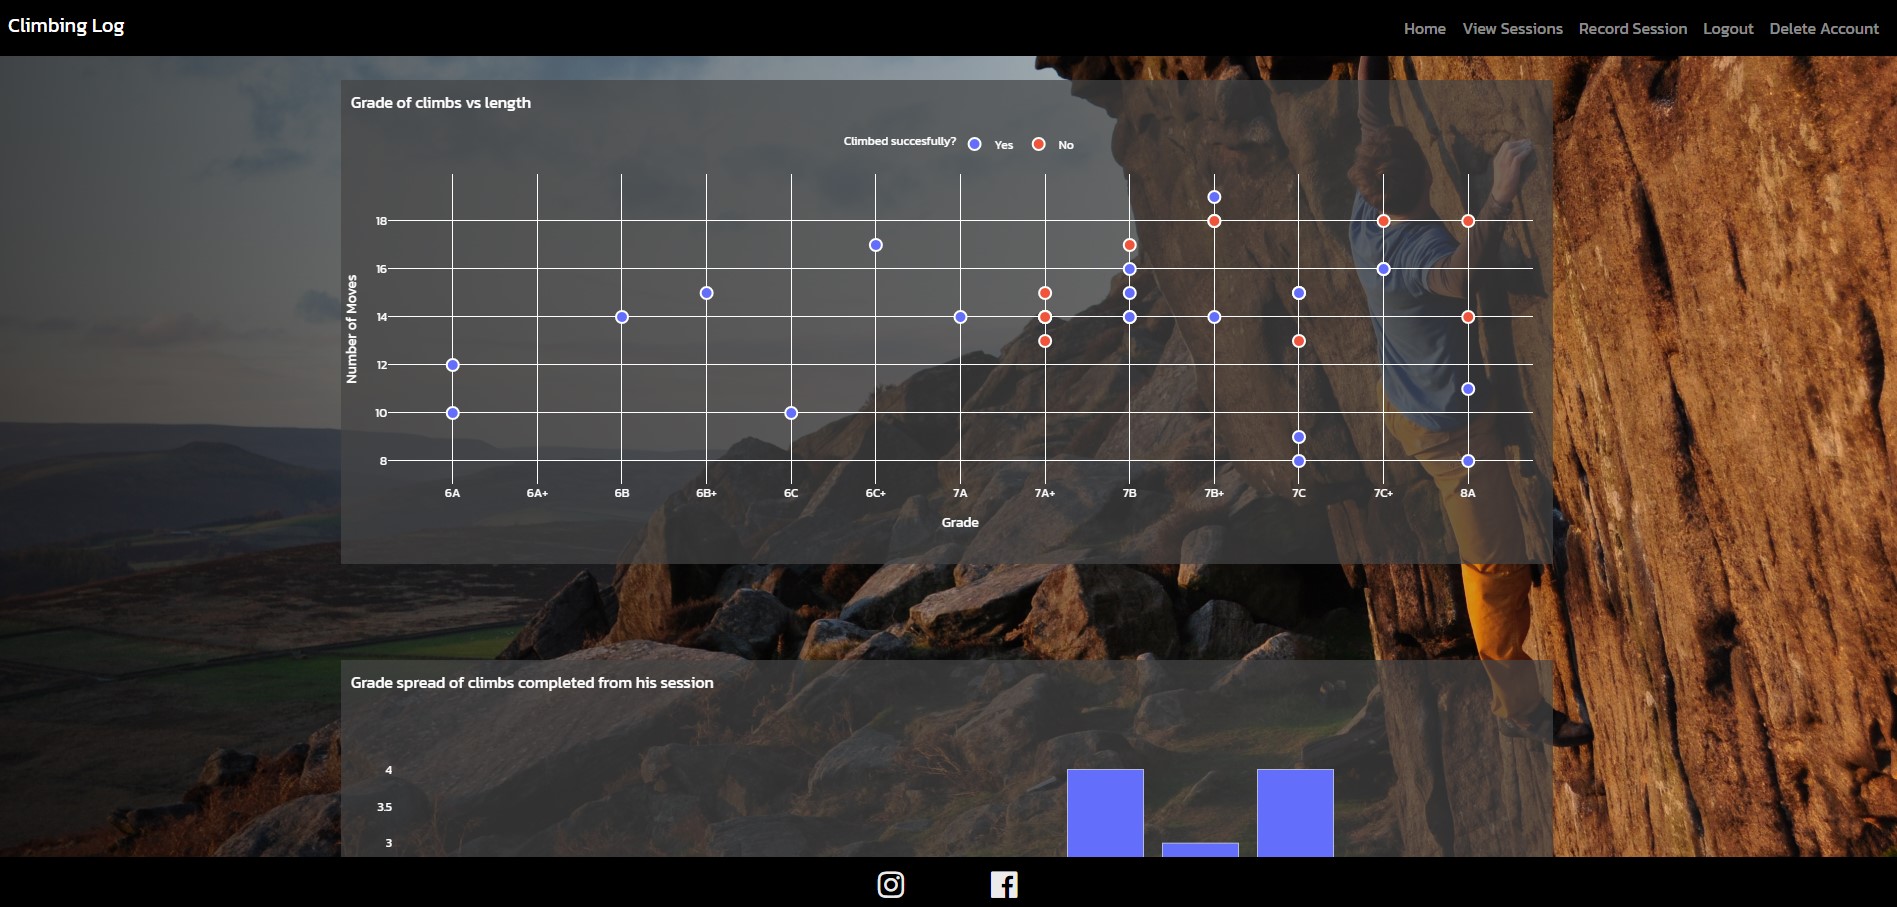 Climbing Log
Home View Sessions Record Session Logout Delete Account
Grade of climbs vs length
Climbed succesfully? Yes No
Number of Moves
18
16
14
12
10
8
6A 6A+ 6B 6B+ 6C 6C+ 7A 7A+ 7B 7B+ 7C 7C+ 8A
Grade
Grade spread of climbs completed from his session
4
3.5
3